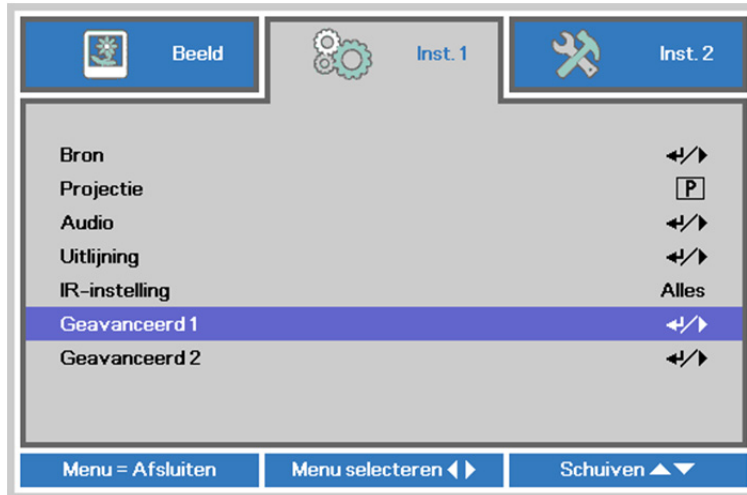 Beeld
Inst. 1
Inst. 2
Bron
Projectie P
Audio
Uitlijning
IR-instelling Alles
Geavanceerd 1
Geavanceerd 2
Menu = Afsluiten
Menu selecteren
Schuiven